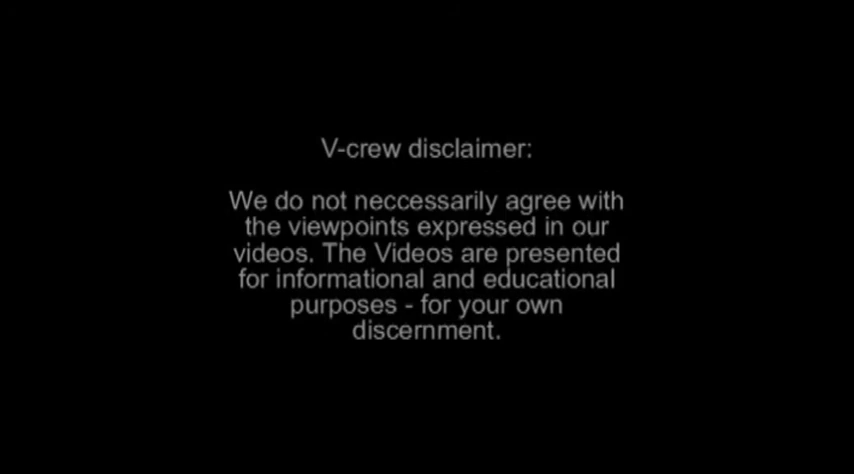 V-crew disclaimer:
We do not neccessarily agree with
the viewpoints expressed in our
videos. The Videos are presented
for informational and educational
purposes - for your own
discernment.